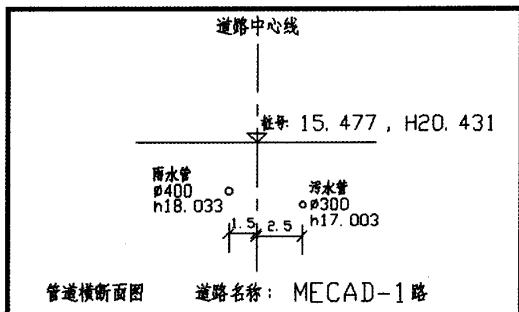 道路中心线
桩号: 15.477 , H20.431
雨水管
ø400
h18.033
污水管
ø300
h17.003
1.5 2.5
管道横断面图 道路名称: MECAD-1路